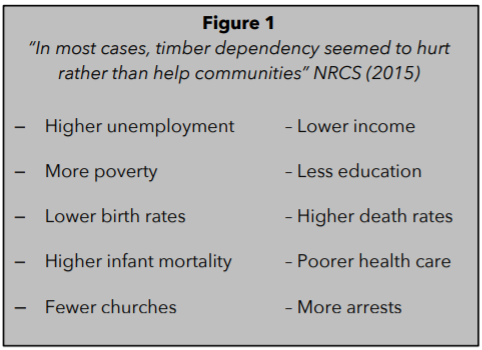 Figure 1
“In most cases, timber dependency seemed to hurt
rather than help communities” NRCS (2015)
– Higher unemployment – Lower income
– More poverty – Less education
– Lower birth rates – Higher death rates
– Higher infant mortality – Poorer health care
– Fewer churches – More arrests